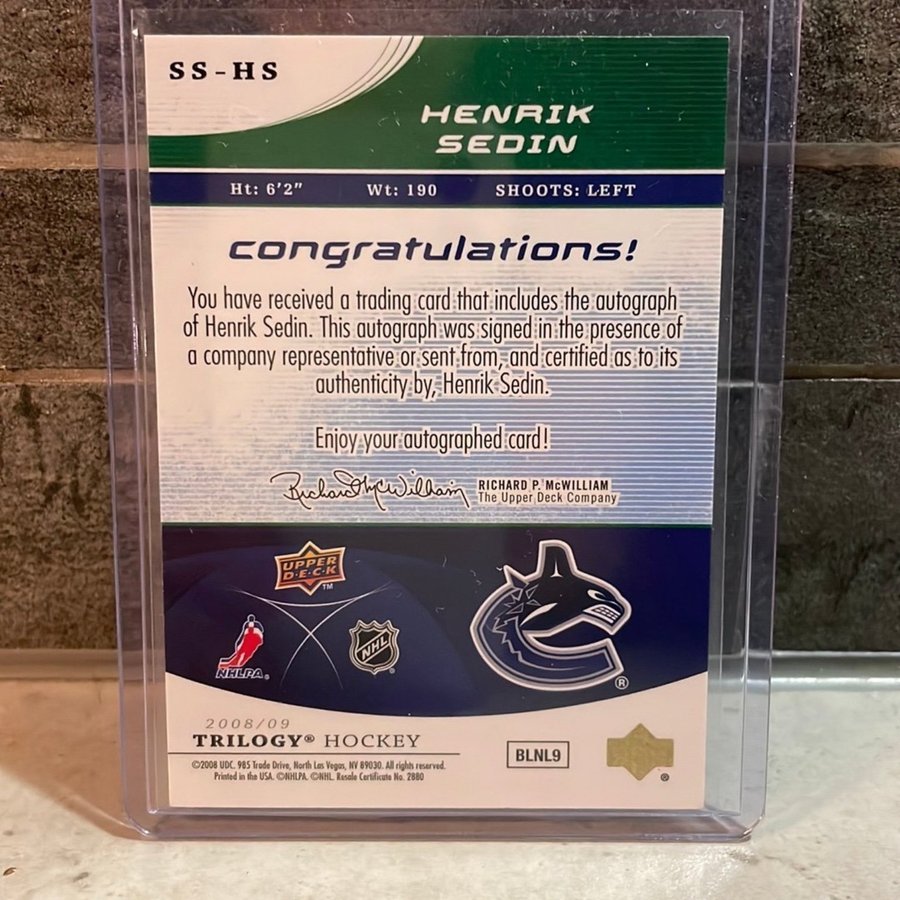 SS-HS
HENRIK
SEDIN
Ht: 6'2" Wt: 190 SHOOTS: LEFT
congratulations!
You have received a trading card that includes the autograph
of Henrik Sedin. This autograph was signed in the presence of
a company representative or sent from, and certified as to its
authenticity by, Henrik Sedin.
Enjoy your autographed card!
Richard P. McWilliam RICHARD P. McWILLIAM
The Upper Deck Company
UPPER
D·E·C·K TM
NHLPA® NHL ®
®
2008/09
TRILOGY® HOCKEY
BLNL9
®
©2008 UDC. 985 Trade Drive, North Las Vegas, NV 89030. All rights reserved.
Printed in the USA. ©NHLPA. ©NHL. Resale Certificate No. 2880